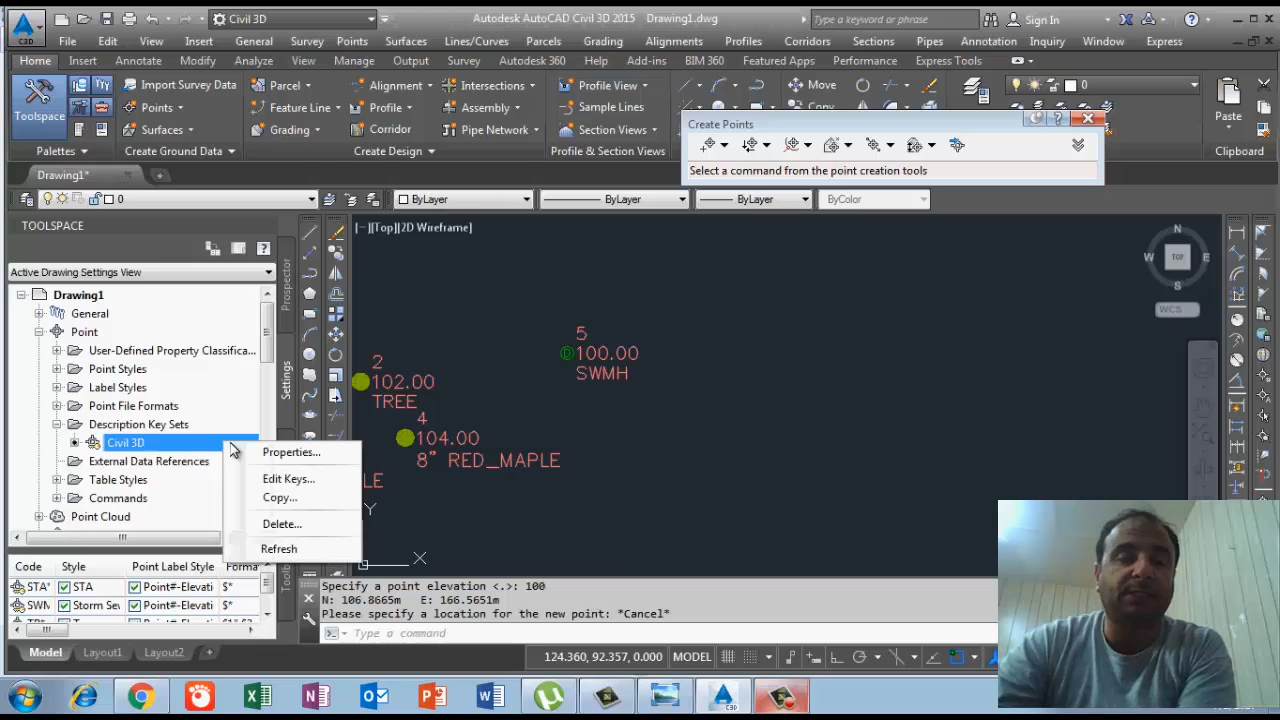 Civil 3D
Autodesk AutoCAD Civil 3D 2015 Drawing1.dwg
Type a keyword or phrase
Sign In
C3D
File Edit View Insert General Survey Points Surfaces Lines/Curves Parcels Grading Alignments Profiles Corridors Sections Pipes Annotation Inquiry Window Express
Home Insert Annotate Modify Analyze View Manage Output Survey Autodesk 360 Help Add-ins BIM 360 Featured Apps Performance Express Tools
Toolspace
Import Survey Data
Points
Surfaces
Parcel
Feature Line
Grading
Alignment
Profile
Corridor
Intersections
Assembly
Pipe Network
Profile View
Sample Lines
Section Views
Move
Copy
0
Paste
Palettes Create Ground Data Create Design Profile & Section Views Clipboard
Create Points
Select a command from the point creation tools
Drawing1*
0
ByLayer
ByLayer
ByLayer
ByColor
TOOLSPACE
Active Drawing Settings View
Drawing1
General
Point
User-Defined Property Classifica...
Point Styles
Label Styles
Point File Formats
Description Key Sets
Civil 3D
External Data References
Table Styles
Commands
Point Cloud
Prospector
Settings
Properties...
Edit Keys...
Copy...
Delete...
Refresh
Code Style Point Label Style Forma
STA* STA Point#-Elevati $*
SWM Storm Sev Point#-Elevati $*
[−][Top][2D Wireframe]
N
W TOP E
S
WCS
5
100.00
SWMH
2
102.00
TREE
4
104.00
8" RED_MAPLE
LE
Y
X
Specify a point elevation <.>: 100
N: 106.8665m E: 166.5651m
Please specify a location for the new point: *Cancel*
Type a command
Model Layout1 Layout2
124.360, 92.357, 0.000 MODEL